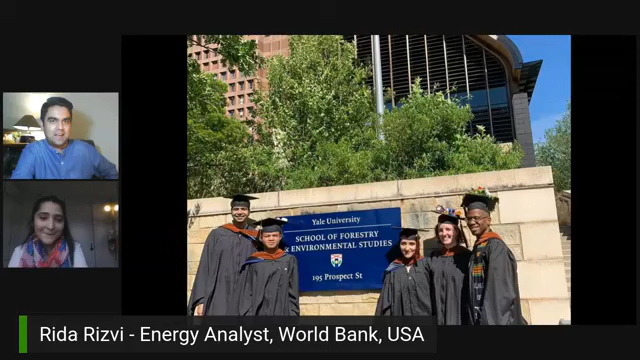 Yale University
SCHOOL OF FORESTRY
& ENVIRONMENTAL STUDIES
195 PROSPECT ST
Rida Rizvi - Energy Analyst, World Bank, USA